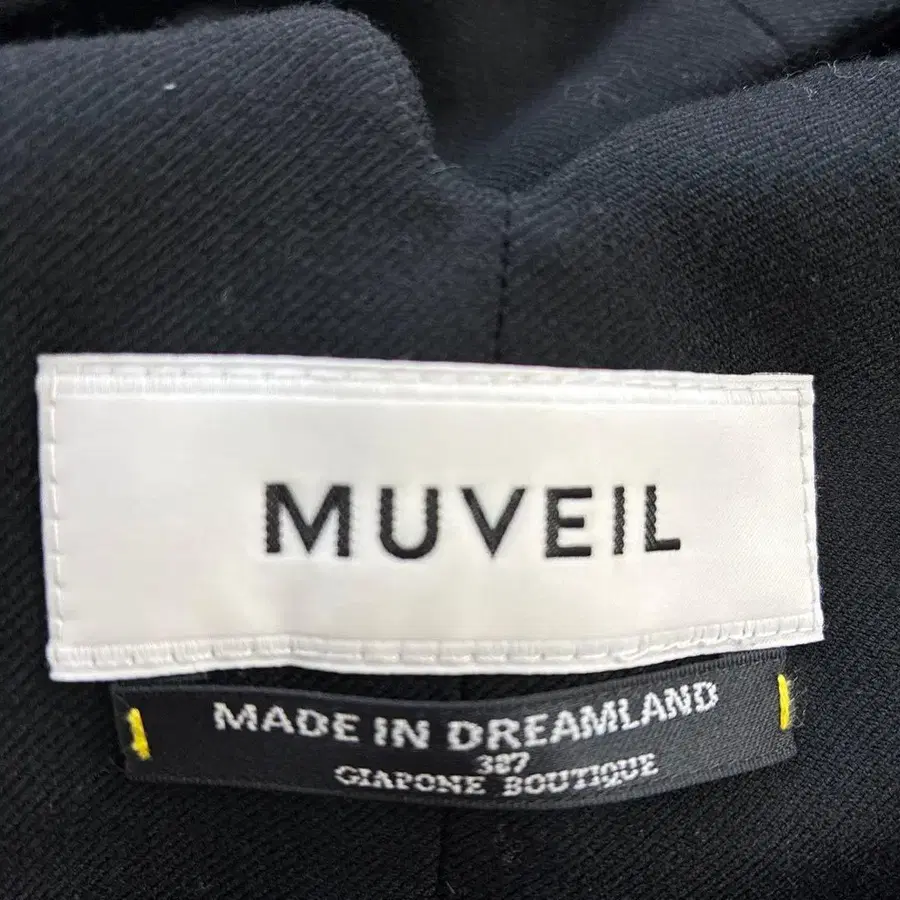 MUVEIL
MADE IN DREAMLAND
387
GIAPONE BOUTIQUE